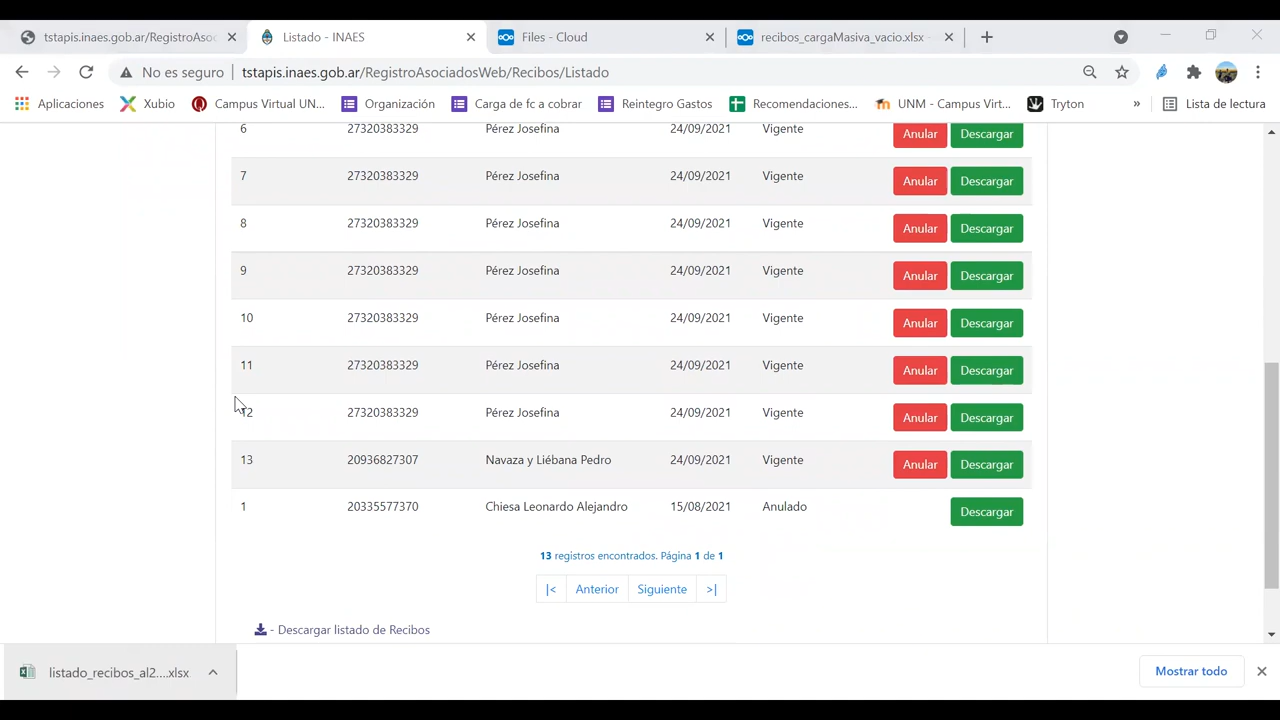 tstapis.inaes.gob.ar/RegistroAsoc
Listado - INAES
Files - Cloud
recibos_cargaMasiva_vacio.xlsx -
No es seguro
tstapis.inaes.gob.ar/RegistroAsociadosWeb/Recibos/Listado
Aplicaciones
Xubio
Campus Virtual UN...
Organización
Carga de fc a cobrar
Reintegro Gastos
Recomendaciones...
UNM - Campus Virt...
Tryton
»
Lista de lectura
6 27320383329 Pérez Josefina 24/09/2021 Vigente Anular Descargar
7 27320383329 Pérez Josefina 24/09/2021 Vigente Anular Descargar
8 27320383329 Pérez Josefina 24/09/2021 Vigente Anular Descargar
9 27320383329 Pérez Josefina 24/09/2021 Vigente Anular Descargar
10 27320383329 Pérez Josefina 24/09/2021 Vigente Anular Descargar
11 27320383329 Pérez Josefina 24/09/2021 Vigente Anular Descargar
12 27320383329 Pérez Josefina 24/09/2021 Vigente Anular Descargar
13 20936827307 Navaza y Liébana Pedro 24/09/2021 Vigente Anular Descargar
1 20335577370 Chiesa Leonardo Alejandro 15/08/2021 Anulado Descargar
13 registros encontrados. Página 1 de 1
|< Anterior Siguiente >|
- Descargar listado de Recibos
listado_recibos_al2....xlsx
Mostrar todo